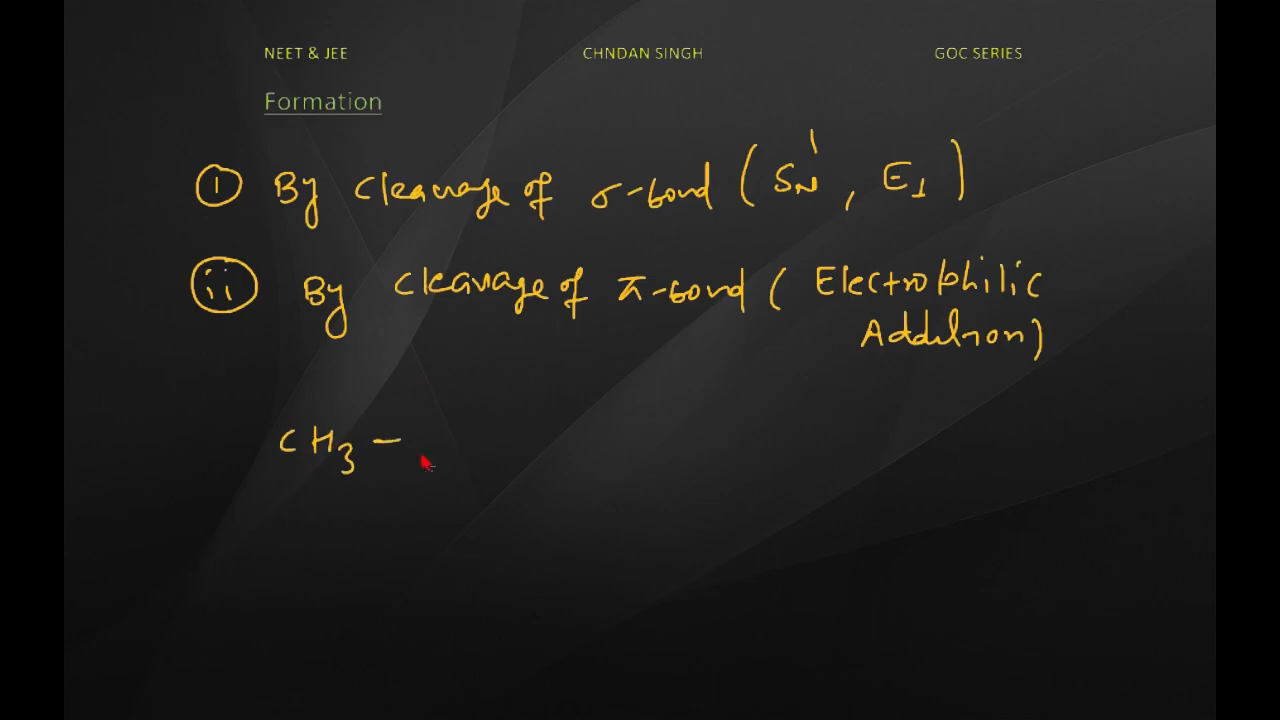 NEET & JEE CHNDAN SINGH GOC SERIES
Formation
(i) By cleavage of σ-bond (SN¹, E1)
(ii) By cleavage of π-bond (Electrophilic
Addition)
CH3 –